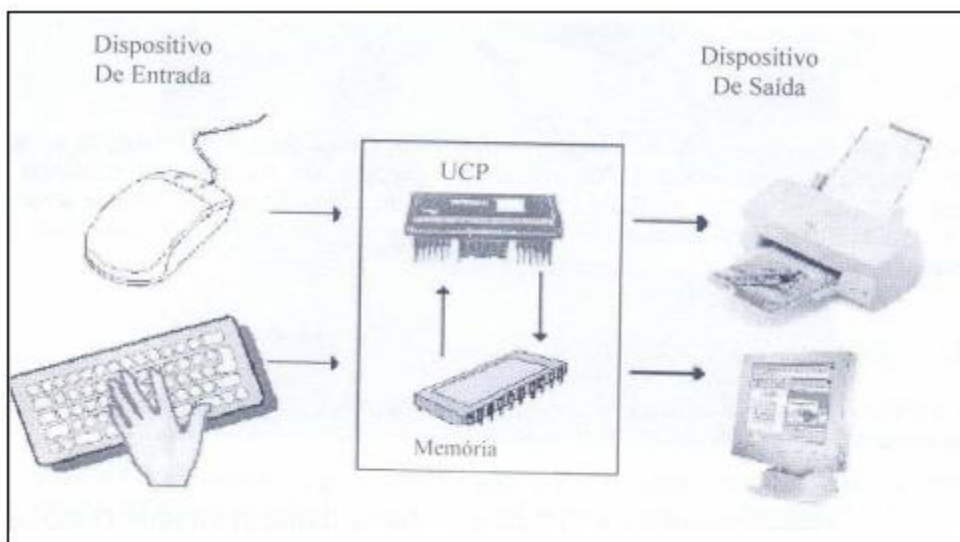 Dispositivo
De Entrada
Dispositivo
De Saída
UCP
Memória